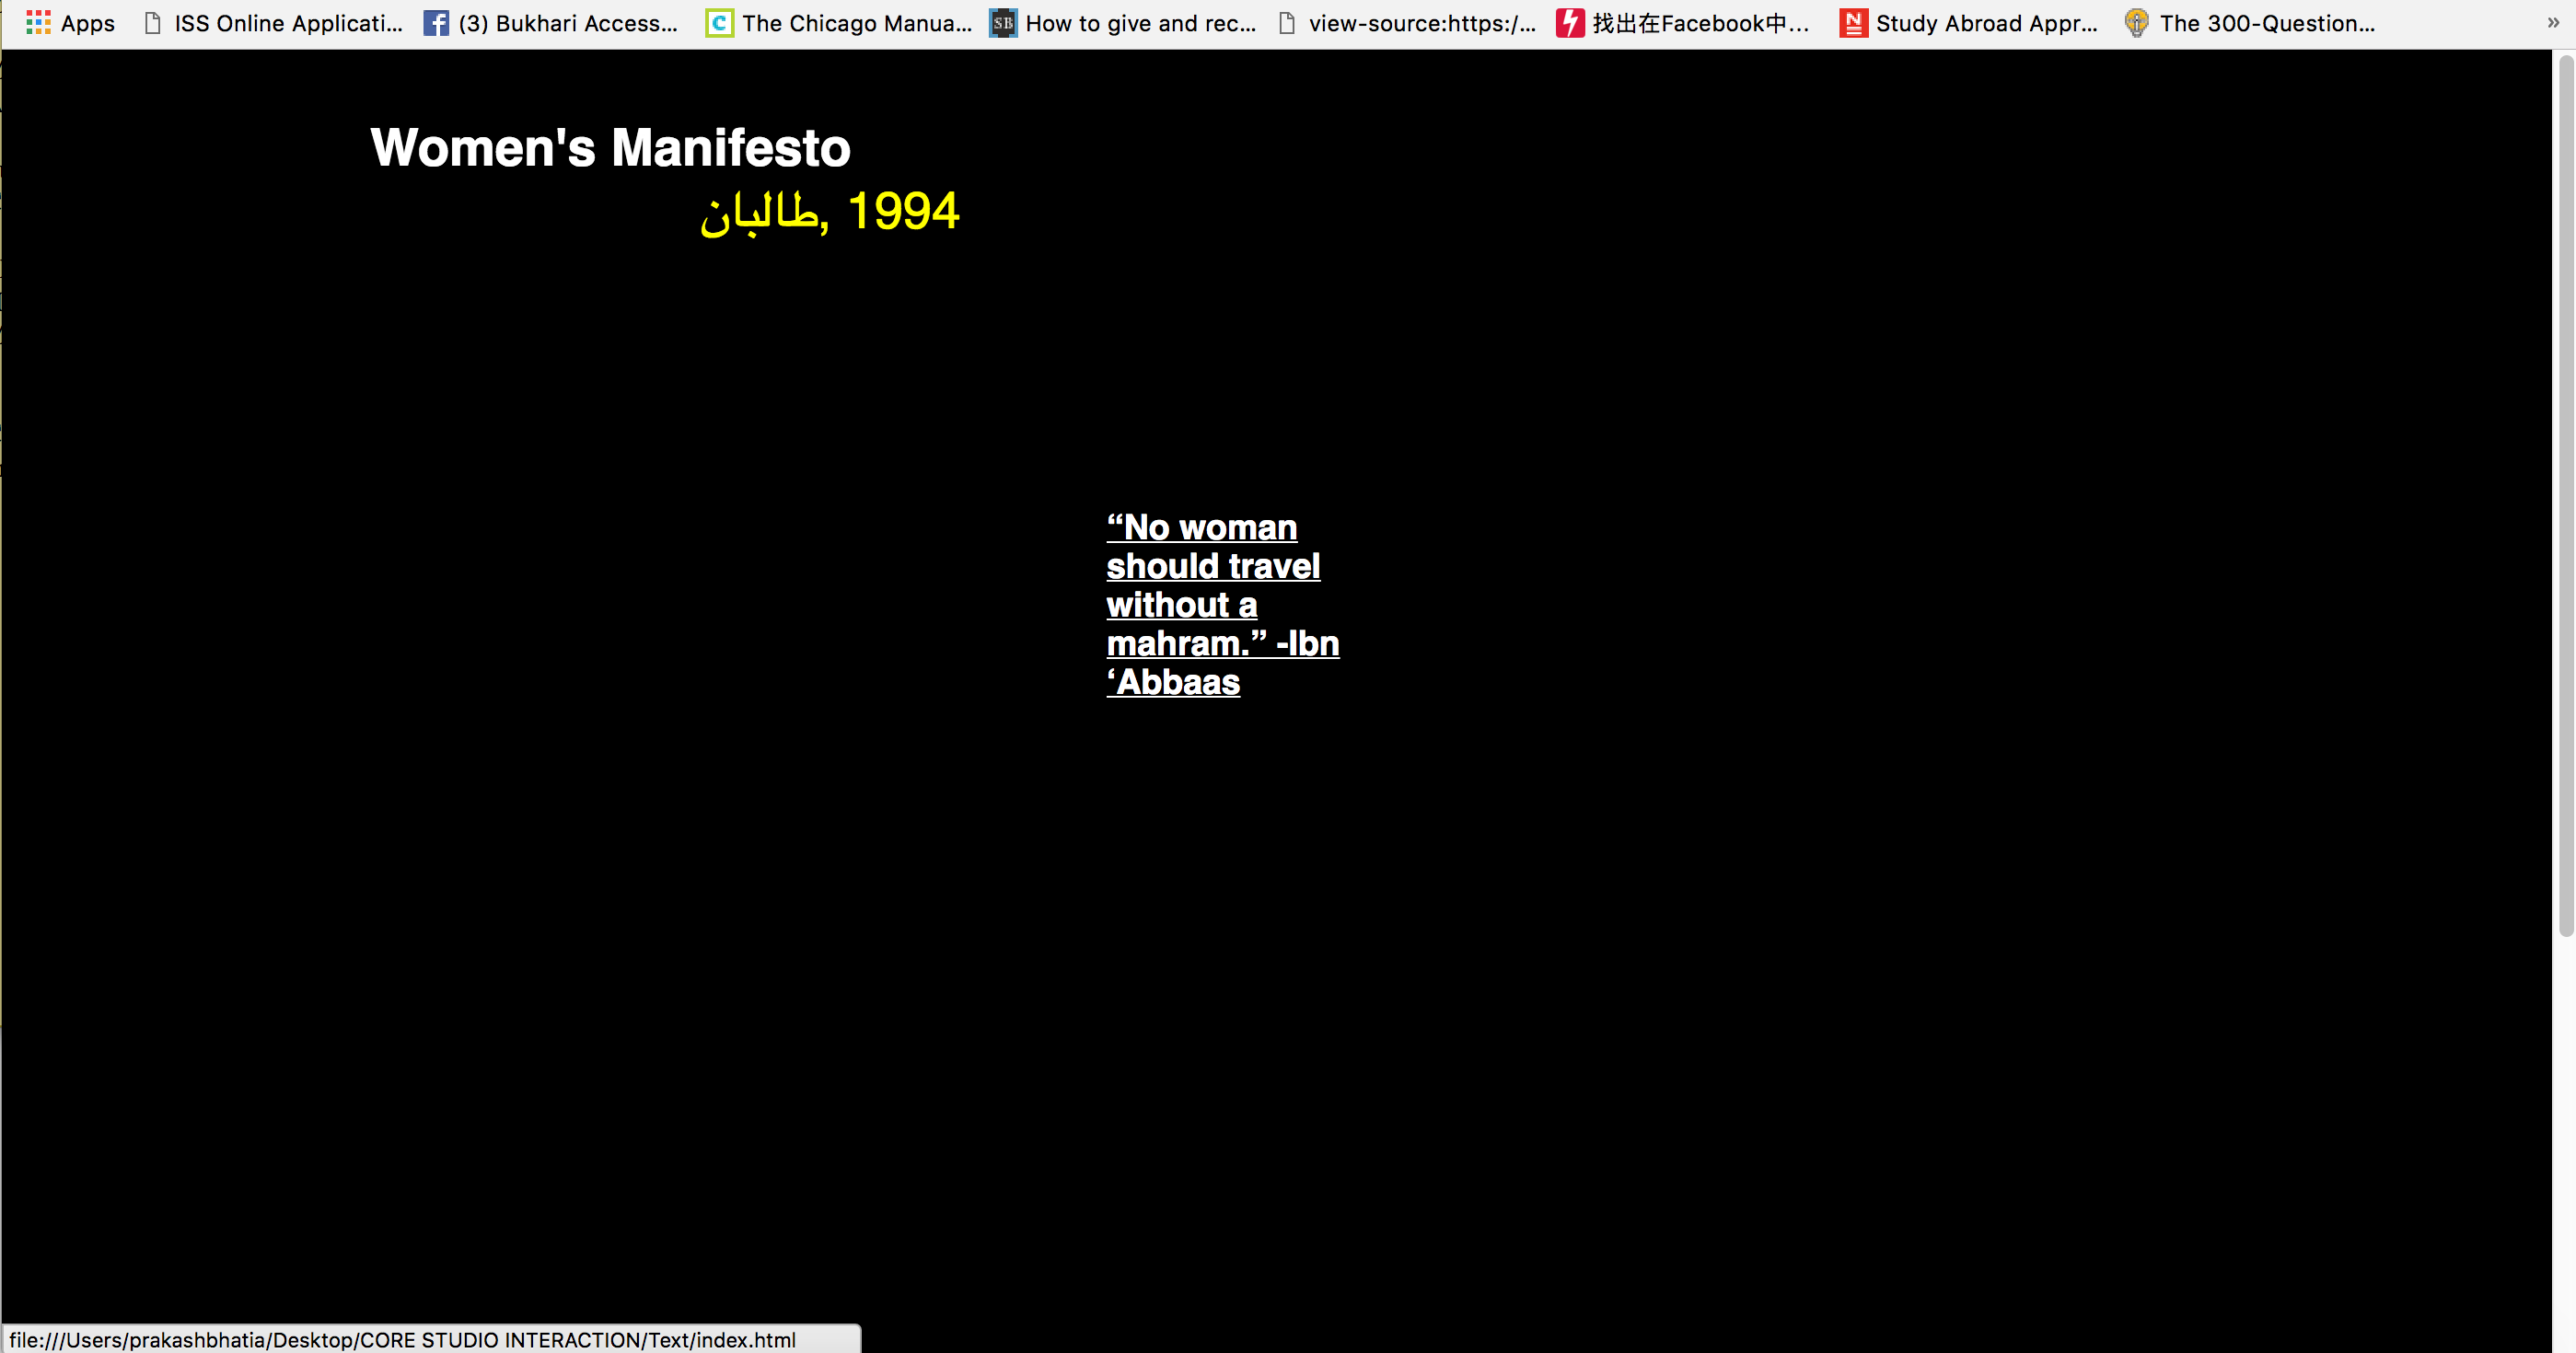 Apps ISS Online Applicati... (3) Bukhari Access... The Chicago Manua... SB How to give and rec... view-source:https:/... 找出在Facebook中... Study Abroad Appr... The 300-Question... »
Women's Manifesto
طالبان, 1994
“No woman
should travel
without a
mahram.” -Ibn
‘Abbaas
file:///Users/prakashbhatia/Desktop/CORE STUDIO INTERACTION/Text/index.html